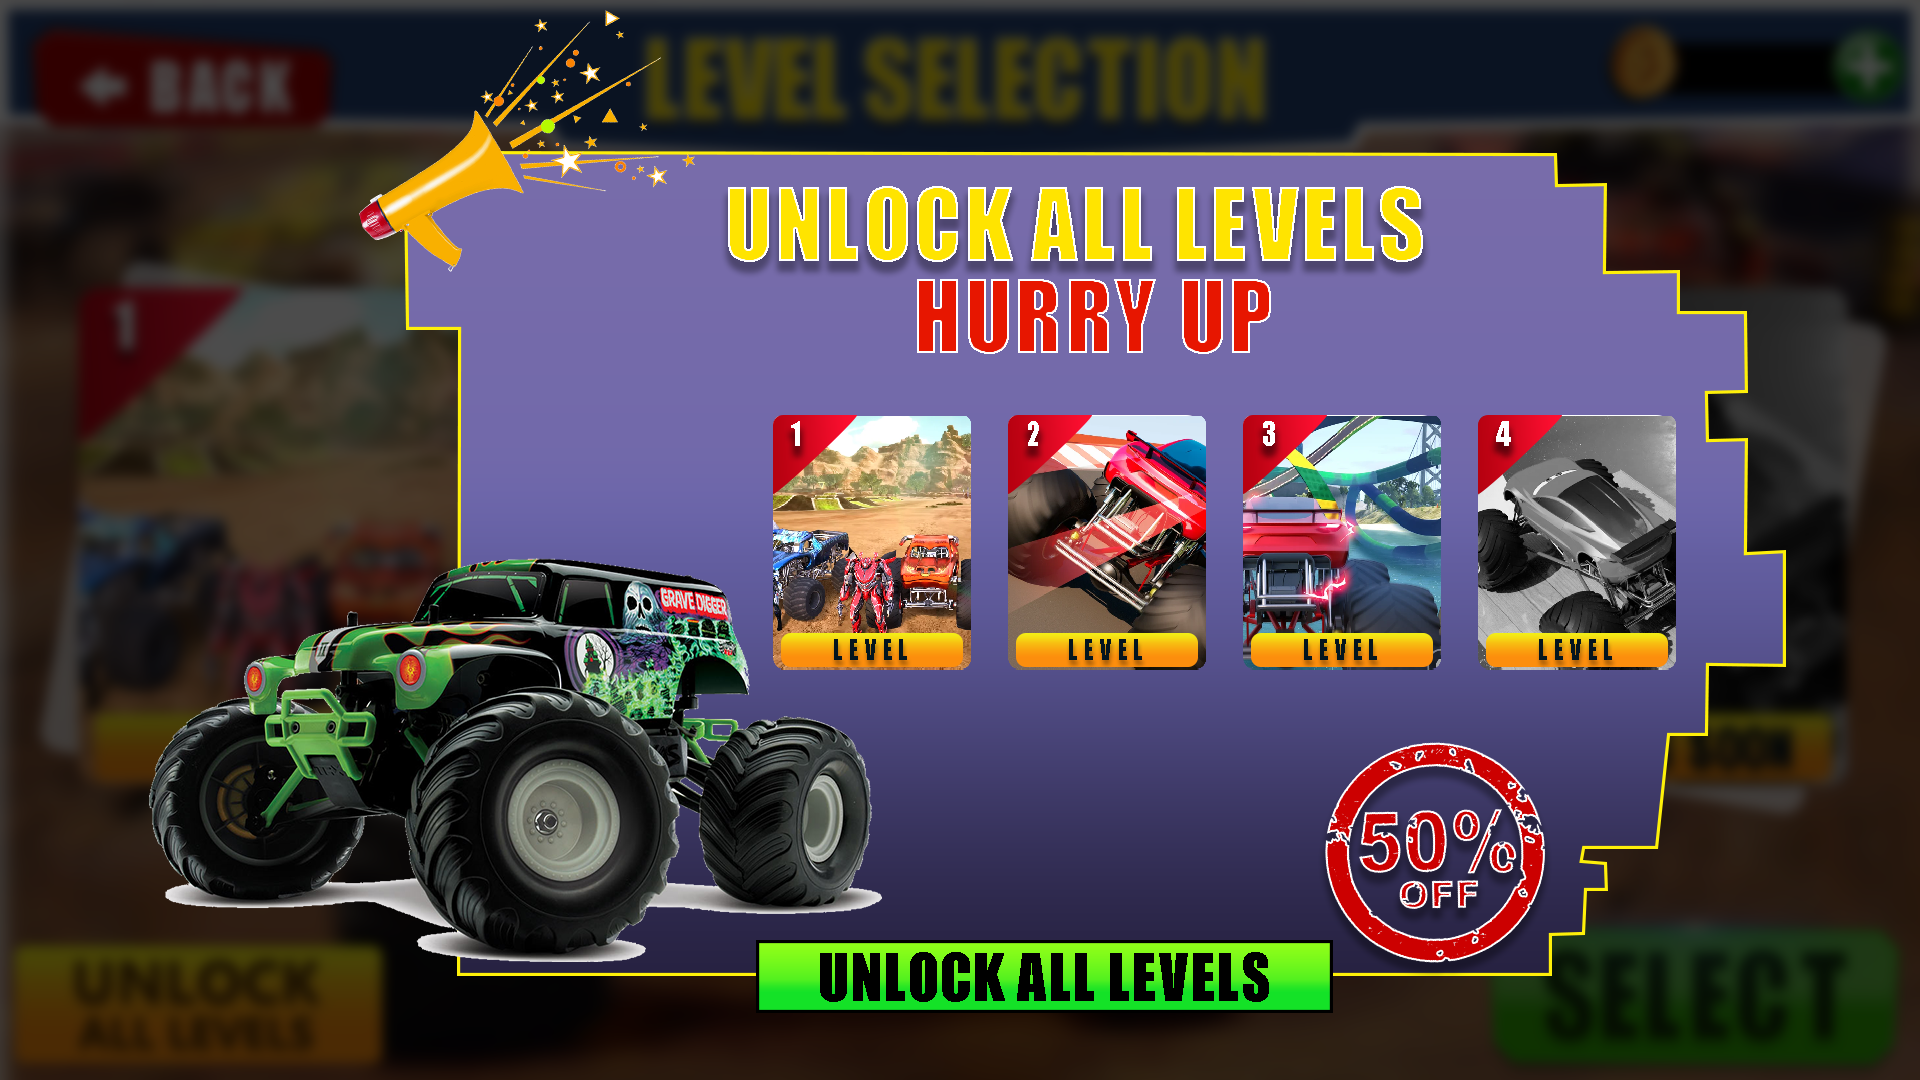 BACK
LEVEL SELECTION
UNLOCK ALL LEVELS
HURRY UP
1
1
2
3
4
GRAVE DIGGER
LEVEL
LEVEL
LEVEL
LEVEL
SOON
50%
OFF
UNLOCK
ALL LEVELS
UNLOCK ALL LEVELS
SELECT